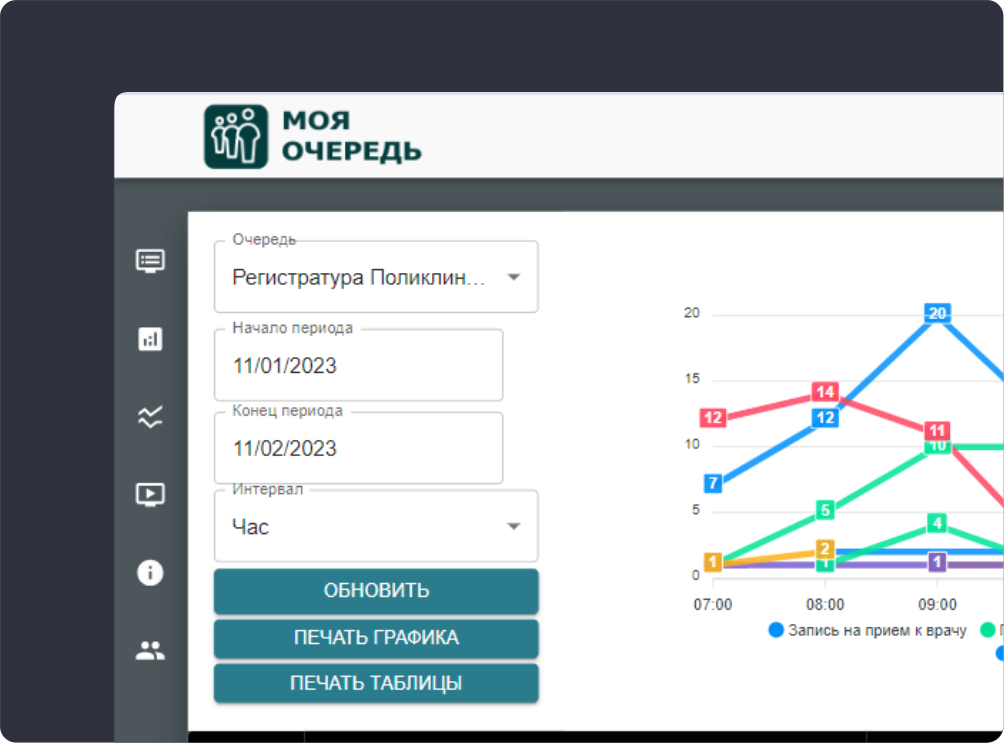 МОЯ
ОЧЕРЕДЬ
Очередь
Регистратура Поликлин...
Начало периода
11/01/2023
Конец периода
11/02/2023
Интервал
Час
ОБНОВИТЬ
ПЕЧАТЬ ГРАФИКА
ПЕЧАТЬ ТАБЛИЦЫ
20
15
10
5
0
20
14
12
12
11
10
7
5
4
2
1
1
1
07:00 08:00 09:00
Запись на прием к врачу